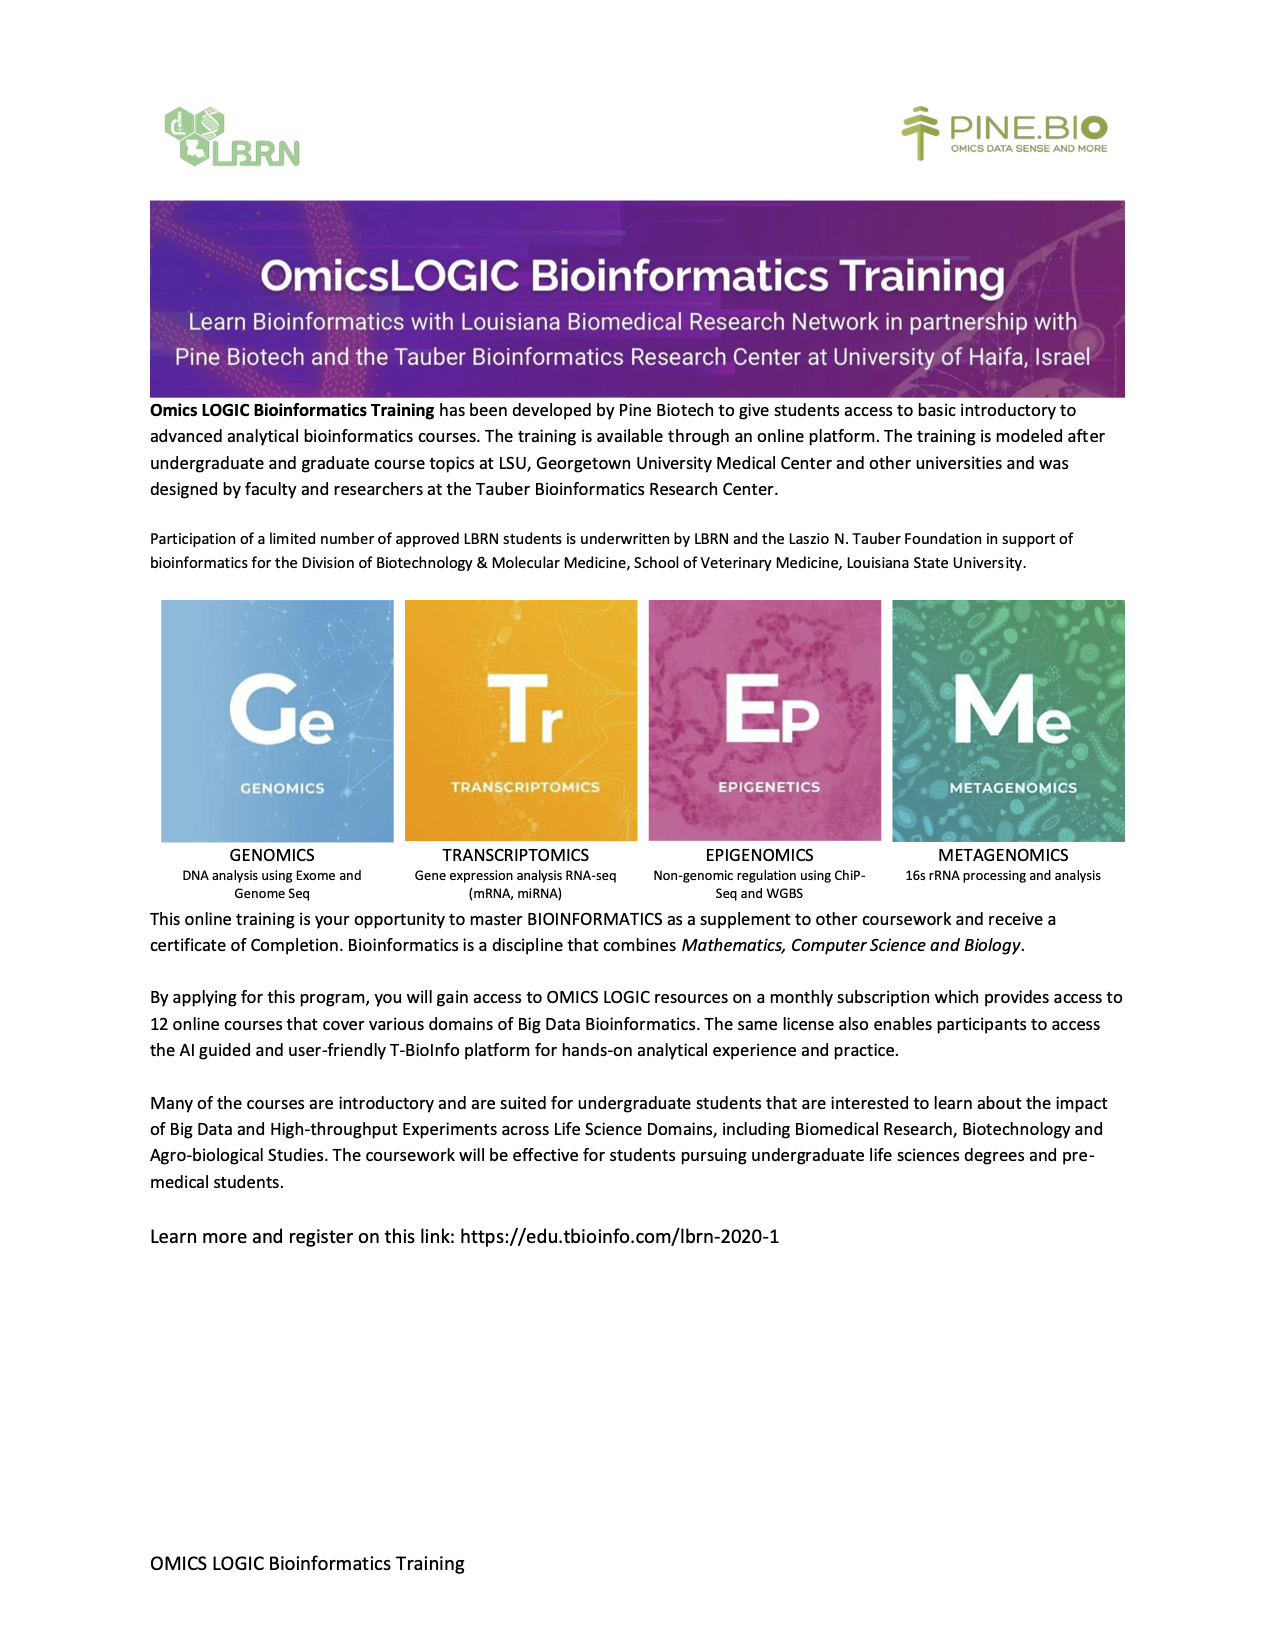 LBRN
PINE.BIO
OMICS DATA SENSE AND MORE
OmicsLOGIC Bioinformatics Training
Learn Bioinformatics with Louisiana Biomedical Research Network in partnership with
Pine Biotech and the Tauber Bioinformatics Research Center at University of Haifa, Israel
Omics LOGIC Bioinformatics Training has been developed by Pine Biotech to give students access to basic introductory to
advanced analytical bioinformatics courses. The training is available through an online platform. The training is modeled after
undergraduate and graduate course topics at LSU, Georgetown University Medical Center and other universities and was
designed by faculty and researchers at the Tauber Bioinformatics Research Center.
Participation of a limited number of approved LBRN students is underwritten by LBRN and the Laszio N. Tauber Foundation in support of
bioinformatics for the Division of Biotechnology & Molecular Medicine, School of Veterinary Medicine, Louisiana State University.
Ge
GENOMICS
Tr
TRANSCRIPTOMICS
Ep
EPIGENETICS
Me
METAGENOMICS
GENOMICS
DNA analysis using Exome and
Genome Seq
TRANSCRIPTOMICS
Gene expression analysis RNA-seq
(mRNA, miRNA)
EPIGENOMICS
Non-genomic regulation using ChiP-
Seq and WGBS
METAGENOMICS
16s rRNA processing and analysis
This online training is your opportunity to master BIOINFORMATICS as a supplement to other coursework and receive a
certificate of Completion. Bioinformatics is a discipline that combines Mathematics, Computer Science and Biology.
By applying for this program, you will gain access to OMICS LOGIC resources on a monthly subscription which provides access to
12 online courses that cover various domains of Big Data Bioinformatics. The same license also enables participants to access
the AI guided and user-friendly T-BioInfo platform for hands-on analytical experience and practice.
Many of the courses are introductory and are suited for undergraduate students that are interested to learn about the impact
of Big Data and High-throughput Experiments across Life Science Domains, including Biomedical Research, Biotechnology and
Agro-biological Studies. The coursework will be effective for students pursuing undergraduate life sciences degrees and pre-
medical students.
Learn more and register on this link: https://edu.tbioinfo.com/lbrn-2020-1
OMICS LOGIC Bioinformatics Training